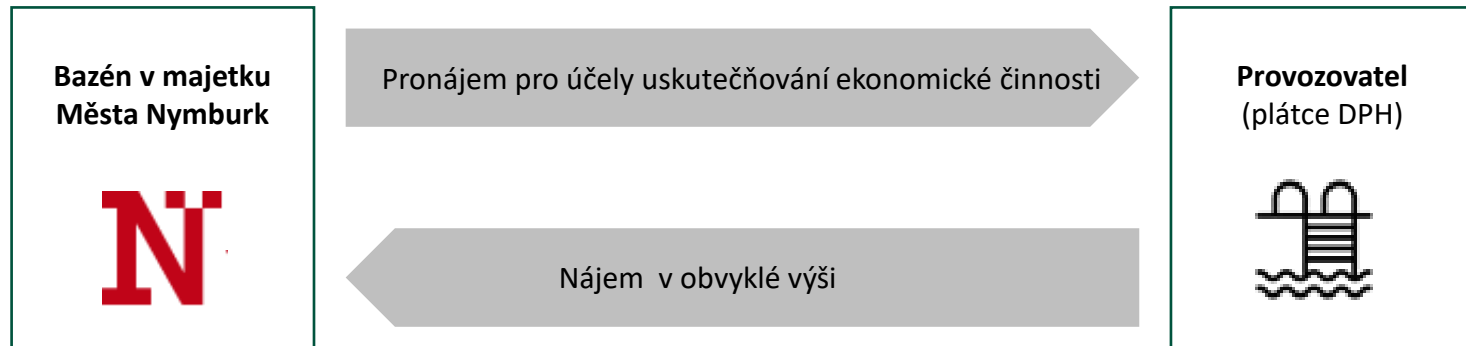 Bazén v majetku
Města Nymburk
N
Pronájem pro účely uskutečňování ekonomické činnosti
Nájem v obvyklé výši
Provozovatel
(plátce DPH)